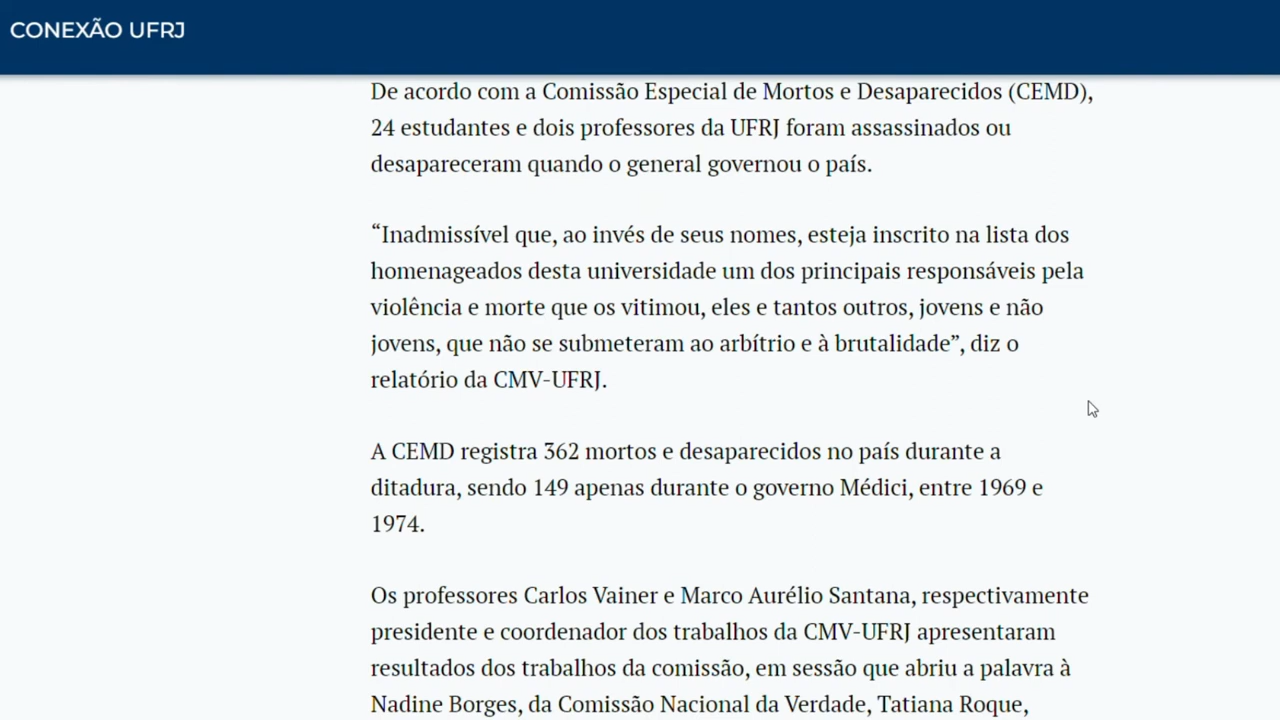 CONEXÃO UFRJ
De acordo com a Comissão Especial de Mortos e Desaparecidos (CEMD),
24 estudantes e dois professores da UFRJ foram assassinados ou
desapareceram quando o general governou o país.
“Inadmissível que, ao invés de seus nomes, esteja inscrito na lista dos
homenageados desta universidade um dos principais responsáveis pela
violência e morte que os vitimou, eles e tantos outros, jovens e não
jovens, que não se submeteram ao arbítrio e à brutalidade”, diz o
relatório da CMV-UFRJ.
A CEMD registra 362 mortos e desaparecidos no país durante a
ditadura, sendo 149 apenas durante o governo Médici, entre 1969 e
1974.
Os professores Carlos Vainer e Marco Aurélio Santana, respectivamente
presidente e coordenador dos trabalhos da CMV-UFRJ apresentaram
resultados dos trabalhos da comissão, em sessão que abriu a palavra à
Nadine Borges, da Comissão Nacional da Verdade, Tatiana Roque,